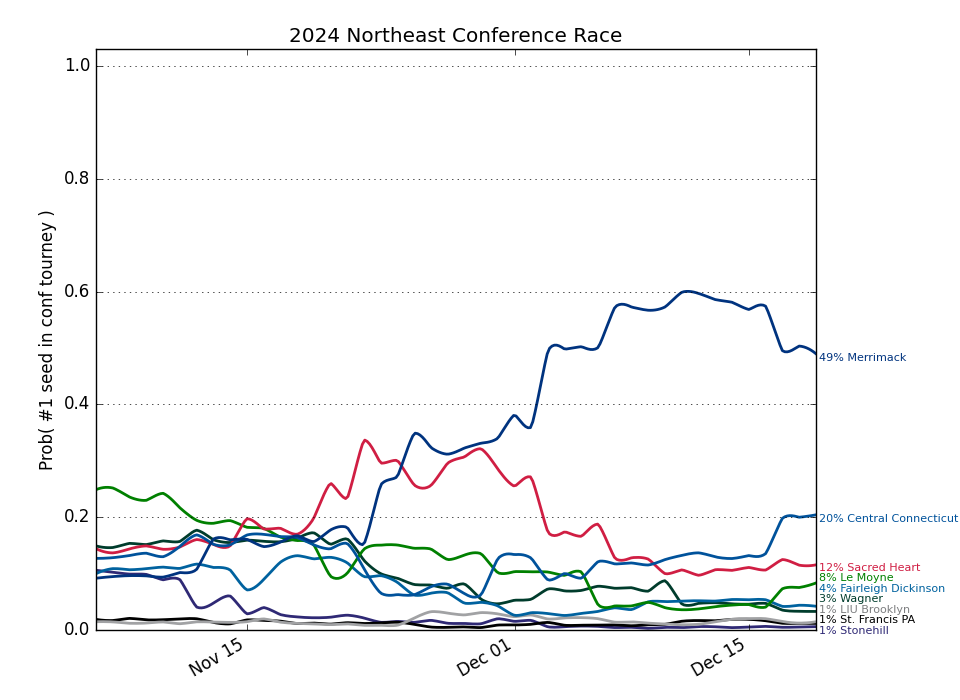 2024 Northeast Conference Race
Prob( #1 seed in conf tourney )
1.0
0.8
0.6
0.4
0.2
0.0
Nov 15
Dec 01
Dec 15
49% Merrimack
20% Central Connecticut
12% Sacred Heart
8% Le Moyne
4% Fairleigh Dickinson
3% Wagner
1% LIU Brooklyn
1% St. Francis PA
1% Stonehill